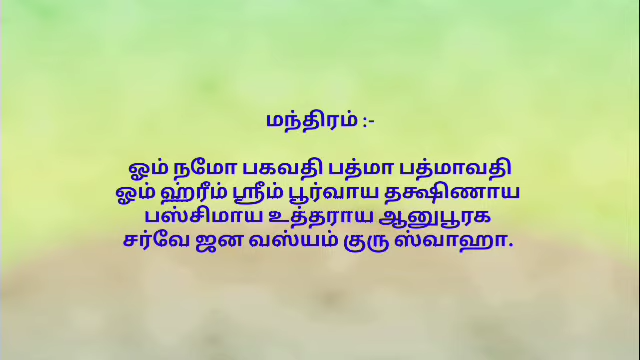 மந்திரம் :-
ஓம் நமோ பகவதி பத்மா பத்மாவதி
ஓம் ஹ்ரீம் ஸ்ரீம் பூர்வாய தக்ஷிணாய
பஸ்சிமாய உத்தராய ஆனுபூரக
சர்வே ஜன வஸ்யம் குரு ஸ்வாஹா.